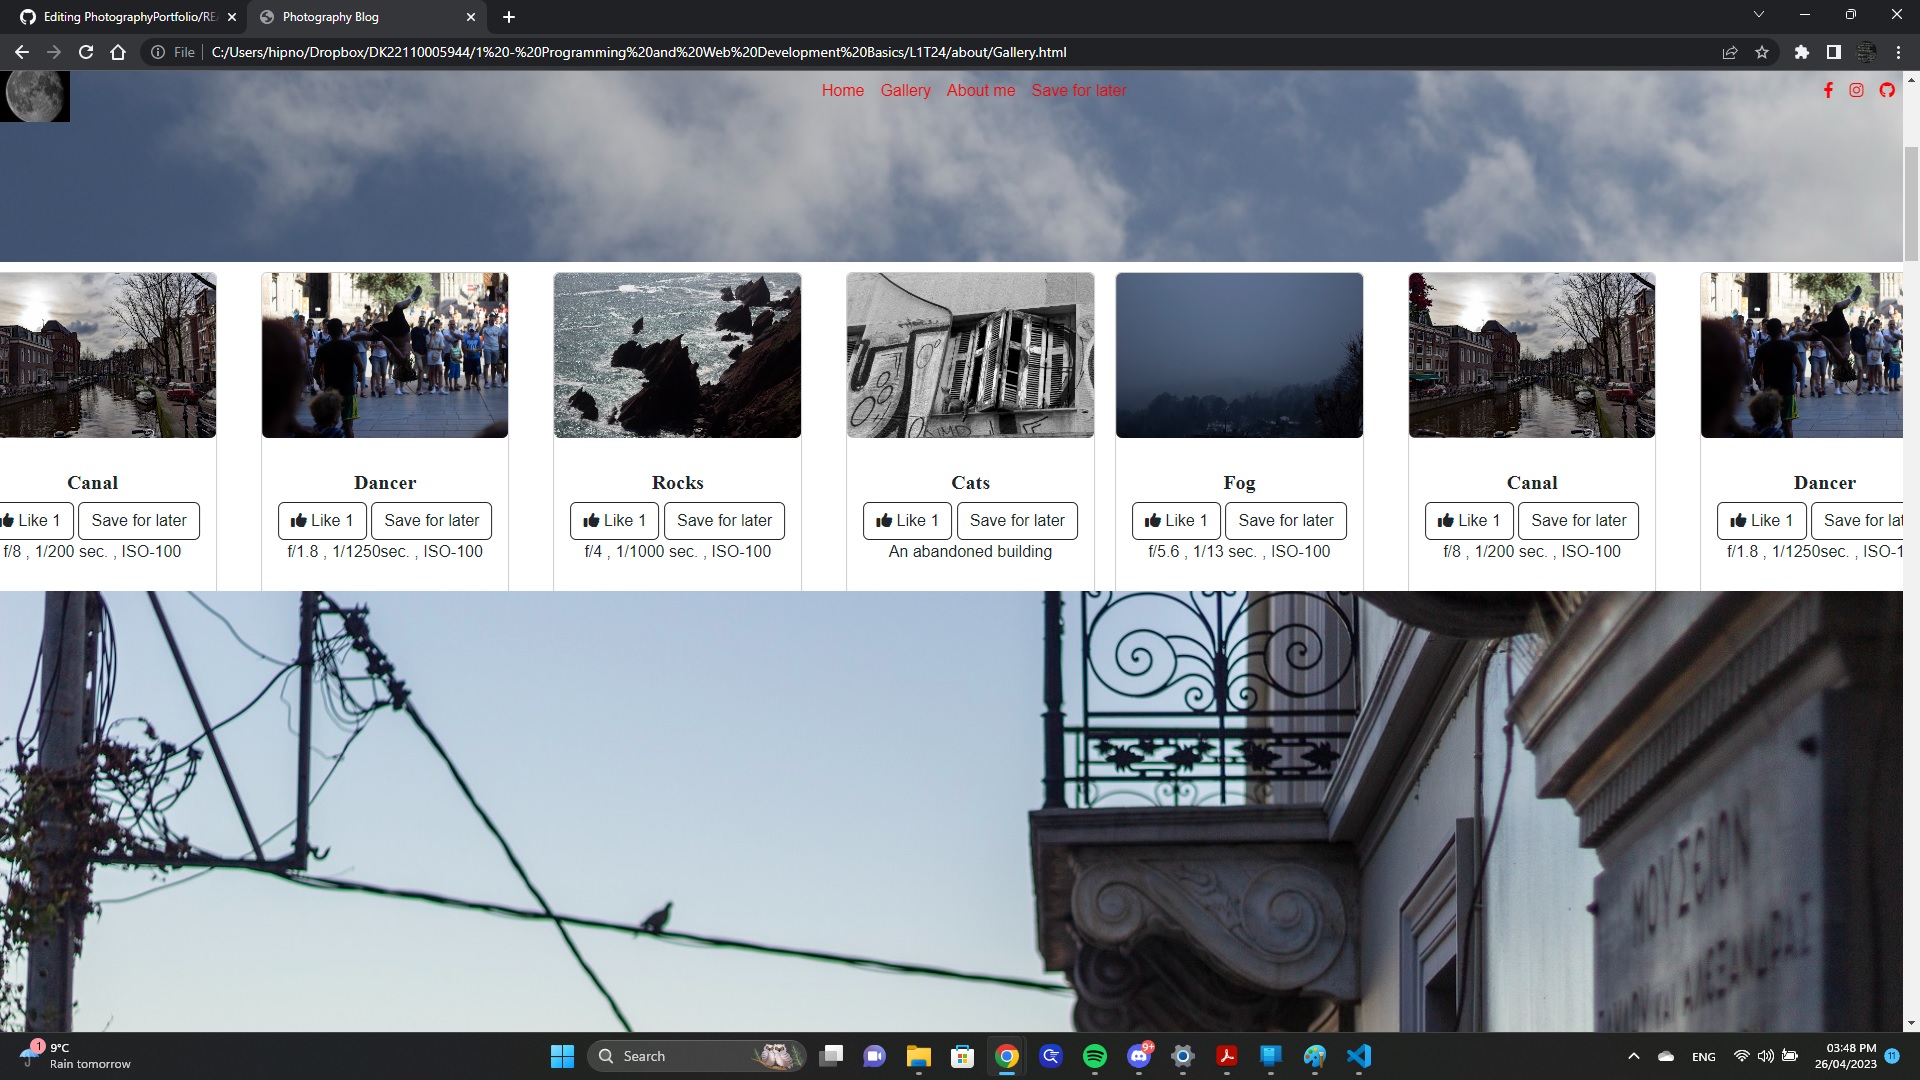 Editing PhotographyPortfolio/RE
Photography Blog
File
C:/Users/hipno/Dropbox/DK22110005944/1%20-%20Programming%20and%20Web%20Development%20Basics/L1T24/about/Gallery.html
Home Gallery About me Save for later
Canal
Like 1 Save for later
f/8 , 1/200 sec. , ISO-100
Dancer
Like 1 Save for later
f/1.8 , 1/1250sec. , ISO-100
Rocks
Like 1 Save for later
f/4 , 1/1000 sec. , ISO-100
Cats
Like 1 Save for later
An abandoned building
Fog
Like 1 Save for later
f/5.6 , 1/13 sec. , ISO-100
Canal
Like 1 Save for later
f/8 , 1/200 sec. , ISO-100
Dancer
Like 1 Save for lat
f/1.8 , 1/1250sec. , ISO-1
ΜΟΥΣΕΙΟΝ
1
9°C
Rain tomorrow
Search
9+
ENG
03:48 PM
26/04/2023
11